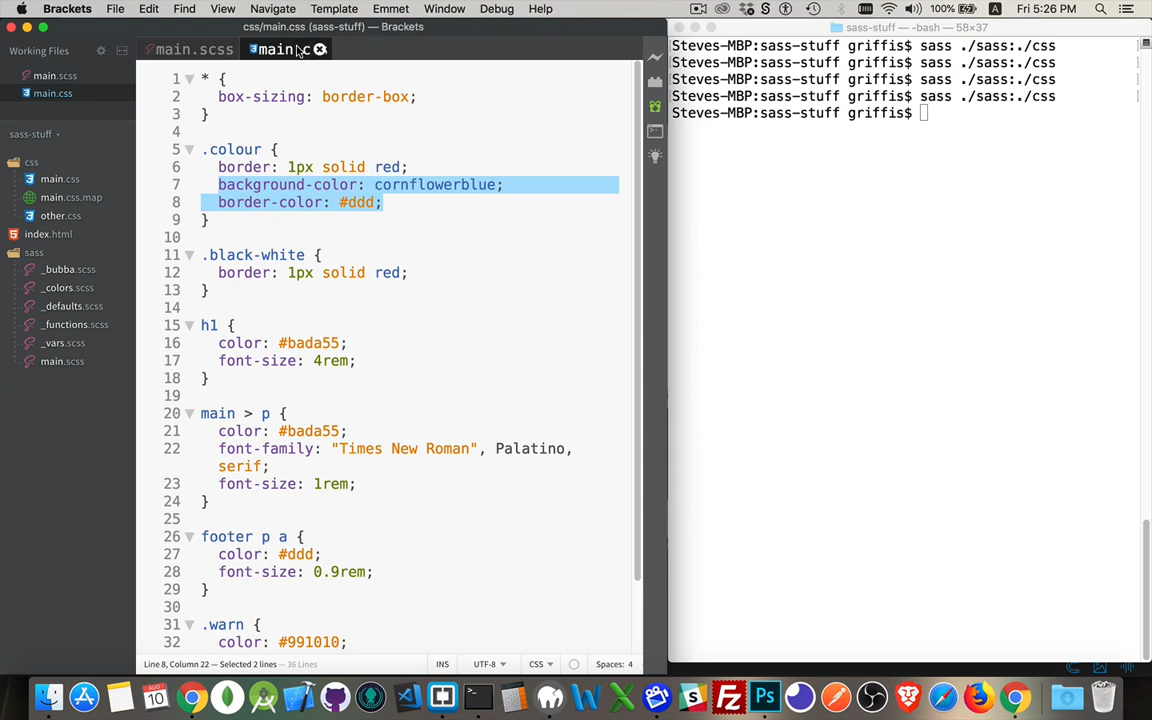 Brackets File Edit Find View Navigate Template Emmet Window Debug Help 100% A Fri 5:26 PM
css/main.css (sass-stuff) — Brackets
sass-stuff — -bash — 58×37
Working Files
main.scss
main.css
sass-stuff
css
main.css
main.css.map
other.css
index.html
sass
_bubba.scss
_colors.scss
_defaults.scss
_functions.scss
_vars.scss
main.scss
main.scss main.c
1 * {
2 box-sizing: border-box;
3 }
4
5 .colour {
6 border: 1px solid red;
7 background-color: cornflowerblue;
8 border-color: #ddd;
9 }
10
11 .black-white {
12 border: 1px solid red;
13 }
14
15 h1 {
16 color: #bada55;
17 font-size: 4rem;
18 }
19
20 main > p {
21 color: #bada55;
22 font-family: "Times New Roman", Palatino,
serif;
23 font-size: 1rem;
24 }
25
26 footer p a {
27 color: #ddd;
28 font-size: 0.9rem;
29 }
30
31 .warn {
32 color: #991010;
Line 8, Column 22 — Selected 2 lines — 36 Lines INS UTF-8 CSS Spaces: 4
Steves-MBP:sass-stuff griffis$ sass ./sass:./css
Steves-MBP:sass-stuff griffis$ sass ./sass:./css
Steves-MBP:sass-stuff griffis$ sass ./sass:./css
Steves-MBP:sass-stuff griffis$ sass ./sass:./css
Steves-MBP:sass-stuff griffis$
AUG
10
Fz
Ps